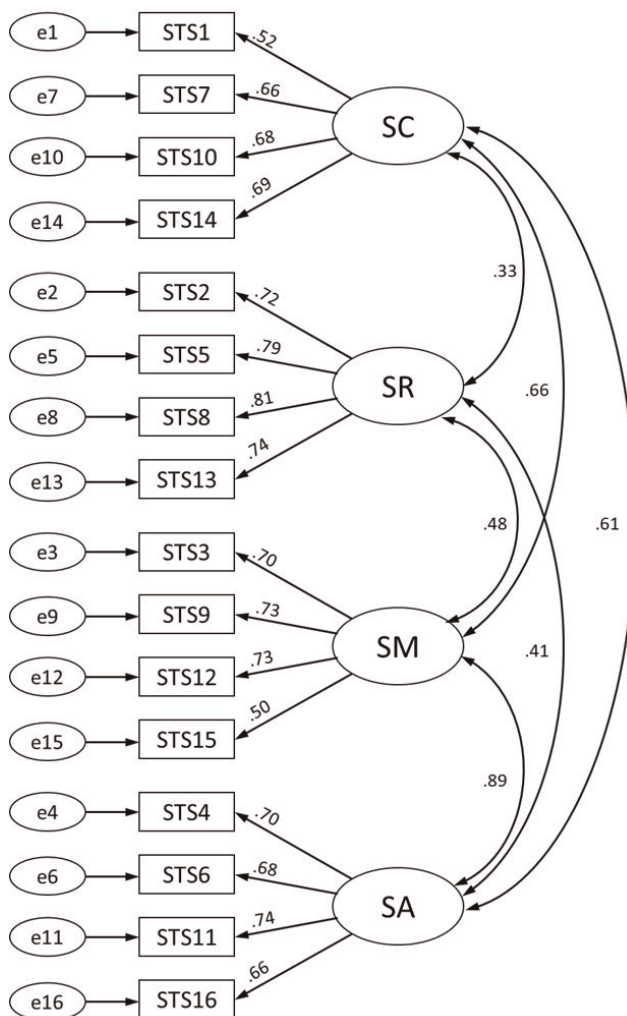 e1 STS1 .52
e7 STS7 .66
SC
e10 STS10 .68
e14 STS14 .69
.33
e2 STS2 .72
e5 STS5 .79
SR
.66
e8 STS8 .81
e13 STS13 .74
.48
.61
e3 STS3 .70
e9 STS9 .73
SM
.41
e12 STS12 .73
e15 STS15 .50
.89
e4 STS4 .70
e6 STS6 .68
SA
e11 STS11 .74
e16 STS16 .66